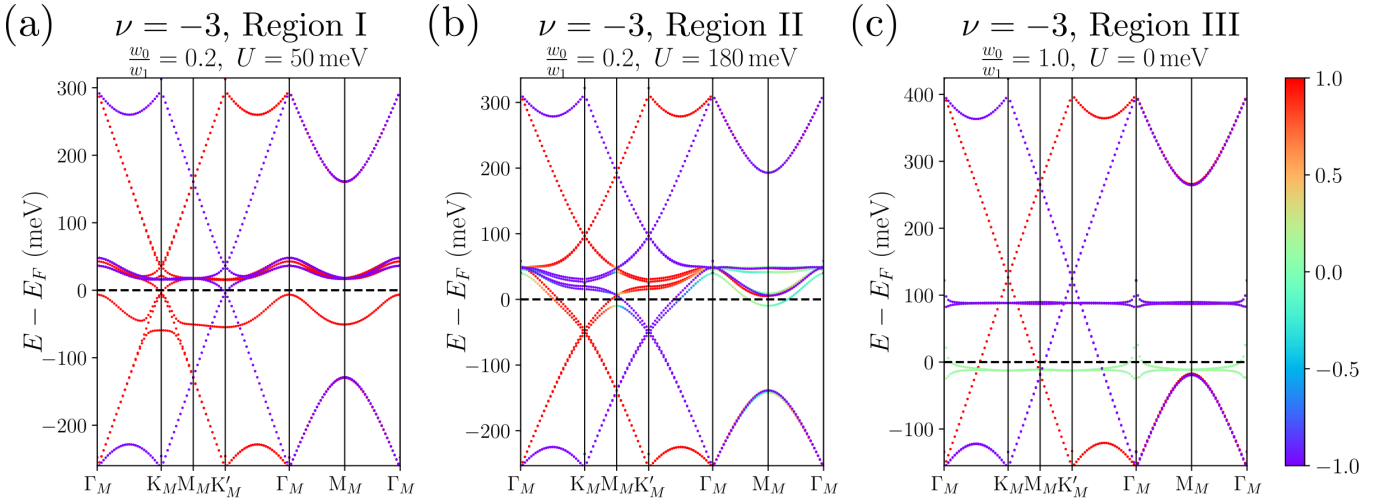 (a) ν = −3, Region I
w₀/w₁ = 0.2, U = 50 meV
E − E_F (meV)
300
200
100
0
−100
−200
Γ_M K_M M_M K′_M Γ_M M_M Γ_M
(b) ν = −3, Region II
w₀/w₁ = 0.2, U = 180 meV
E − E_F (meV)
300
200
100
0
−100
−200
Γ_M K_M M_M K′_M Γ_M M_M Γ_M
(c) ν = −3, Region III
w₀/w₁ = 1.0, U = 0 meV
E − E_F (meV)
400
300
200
100
0
−100
Γ_M K_M M_M K′_M Γ_M M_M Γ_M
1.0
0.5
0.0
−0.5
−1.0